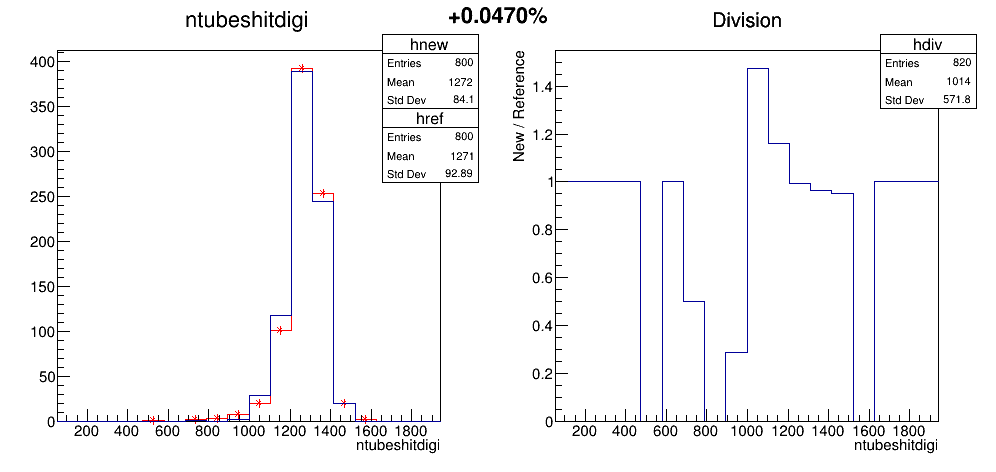 ntubeshitdigi
+0.0470%
Division
hnew
Entries 800
Mean 1272
Std Dev 84.1
href
Entries 800
Mean 1271
Std Dev 92.89
400
350
300
250
200
150
100
50
0
200 400 600 800 1000 1200 1400 1600 1800
ntubeshitdigi
hdiv
Entries 820
Mean 1014
Std Dev 571.8
New / Reference
1.4
1.2
1
0.8
0.6
0.4
0.2
0
200 400 600 800 1000 1200 1400 1600 1800
ntubeshitdigi